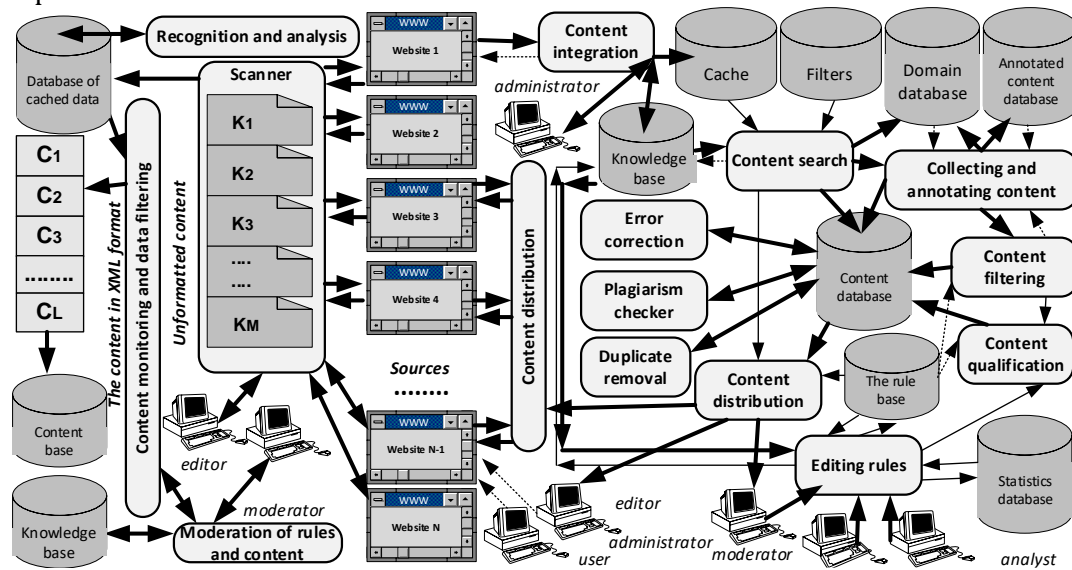 Recognition and analysis
Database of
cached data
Scanner
K1
K2
K3
....
....
KM
C1
C2
C3
........
CL
The content in XML format
Content monitoring and data filtering
Unformatted content
Content
base
Knowledge
base
editor
moderator
Moderation of rules
and content
WWW
Website 1
WWW
Website 2
WWW
Website 3
WWW
Website 4
Sources
........
WWW
Website N-1
WWW
Website N
Content
integration
administrator
Content distribution
Cache
Filters
Domain
database
Annotated
content
database
Knowledge
base
Content search
Collecting and
annotating content
Error
correction
Plagiarism
checker
Duplicate
removal
Content
database
Content
filtering
Content
qualification
Content
distribution
The rule
base
Editing rules
Statistics
database
editor
administrator
user
moderator
analyst